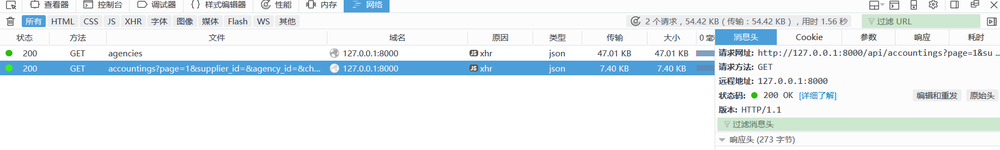 查看器 控制台 调试器 {} 样式编辑器 性能 内存 网络
所有 HTML CSS JS XHR 字体 图像 媒体 Flash WS 其他 2 个请求，54.42 KB（传输：54.42 KB），用时 1.56 秒 过滤 URL
状态 方法 文件 域名 原因 类型 传输 大小 0 毫 消息头 Cookie 参数 响应 耗时
200 GET agencies 127.0.0.1:8000 JS xhr json 47.01 KB 47.01 KB
200 GET accountings?page=1&supplier_id=&agency_id=&ch... 127.0.0.1:8000 JS xhr json 7.40 KB 7.40 KB
请求网址: http://127.0.0.1:8000/api/accountings?page=1&su ...
请求方法: GET
远程地址: 127.0.0.1:8000
状态码: 200 OK [详细了解] 编辑和重发 原始头
版本: HTTP/1.1
过滤消息头
响应头 (273 字节)